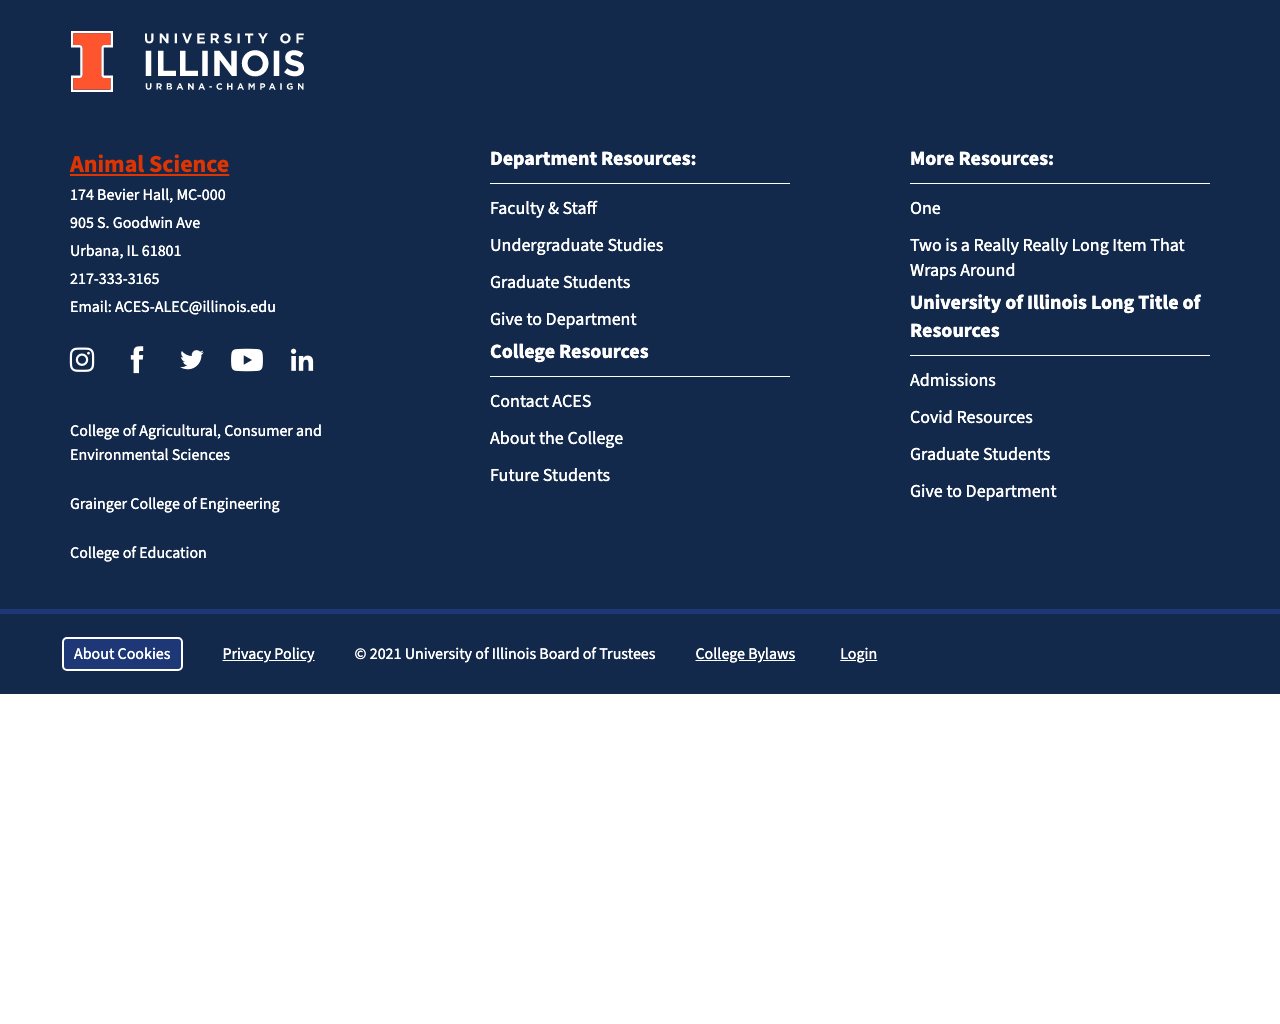 UNIVERSITY OF
ILLINOIS
URBANA-CHAMPAIGN
Animal Science
174 Bevier Hall, MC-000
905 S. Goodwin Ave
Urbana, IL 61801
217-333-3165
Email: ACES-ALEC@illinois.edu
College of Agricultural, Consumer and
Environmental Sciences
Grainger College of Engineering
College of Education
Department Resources:
Faculty & Staff
Undergraduate Studies
Graduate Students
Give to Department
College Resources
Contact ACES
About the College
Future Students
More Resources:
One
Two is a Really Really Long Item That
Wraps Around
University of Illinois Long Title of
Resources
Admissions
Covid Resources
Graduate Students
Give to Department
About Cookies
Privacy Policy
© 2021 University of Illinois Board of Trustees
College Bylaws
Login